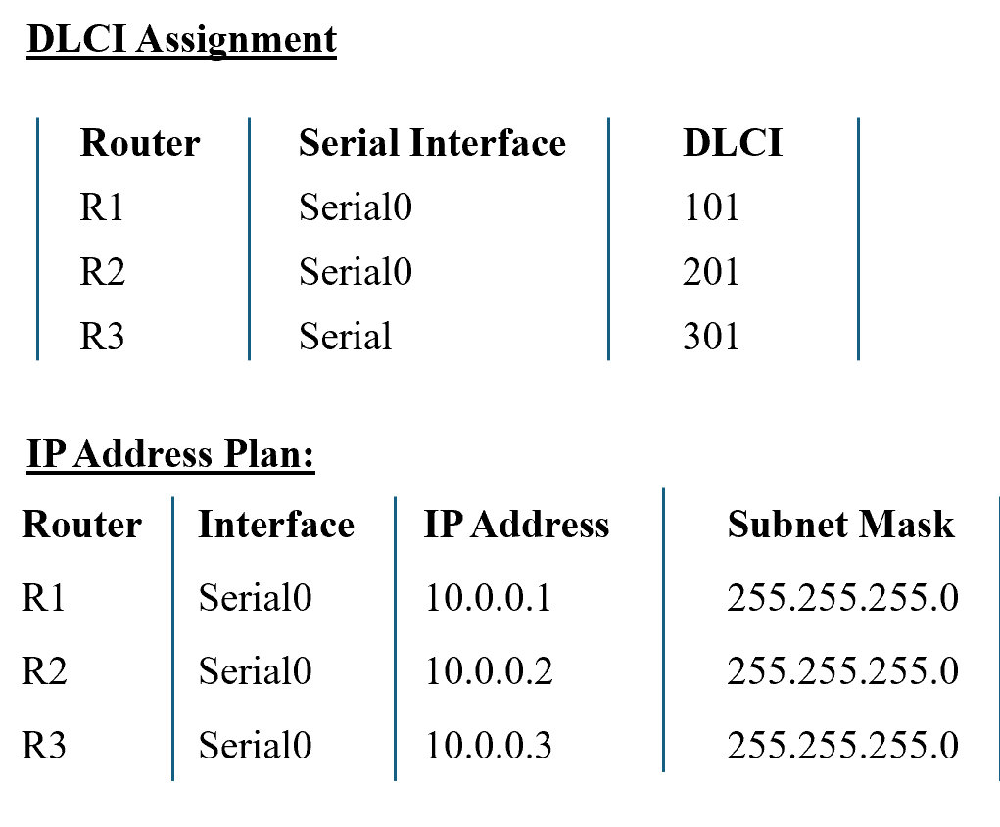 DLCI Assignment
Router Serial Interface DLCI
R1 Serial0 101
R2 Serial0 201
R3 Serial 301
IP Address Plan:
Router Interface IP Address Subnet Mask
R1 Serial0 10.0.0.1 255.255.255.0
R2 Serial0 10.0.0.2 255.255.255.0
R3 Serial0 10.0.0.3 255.255.255.0